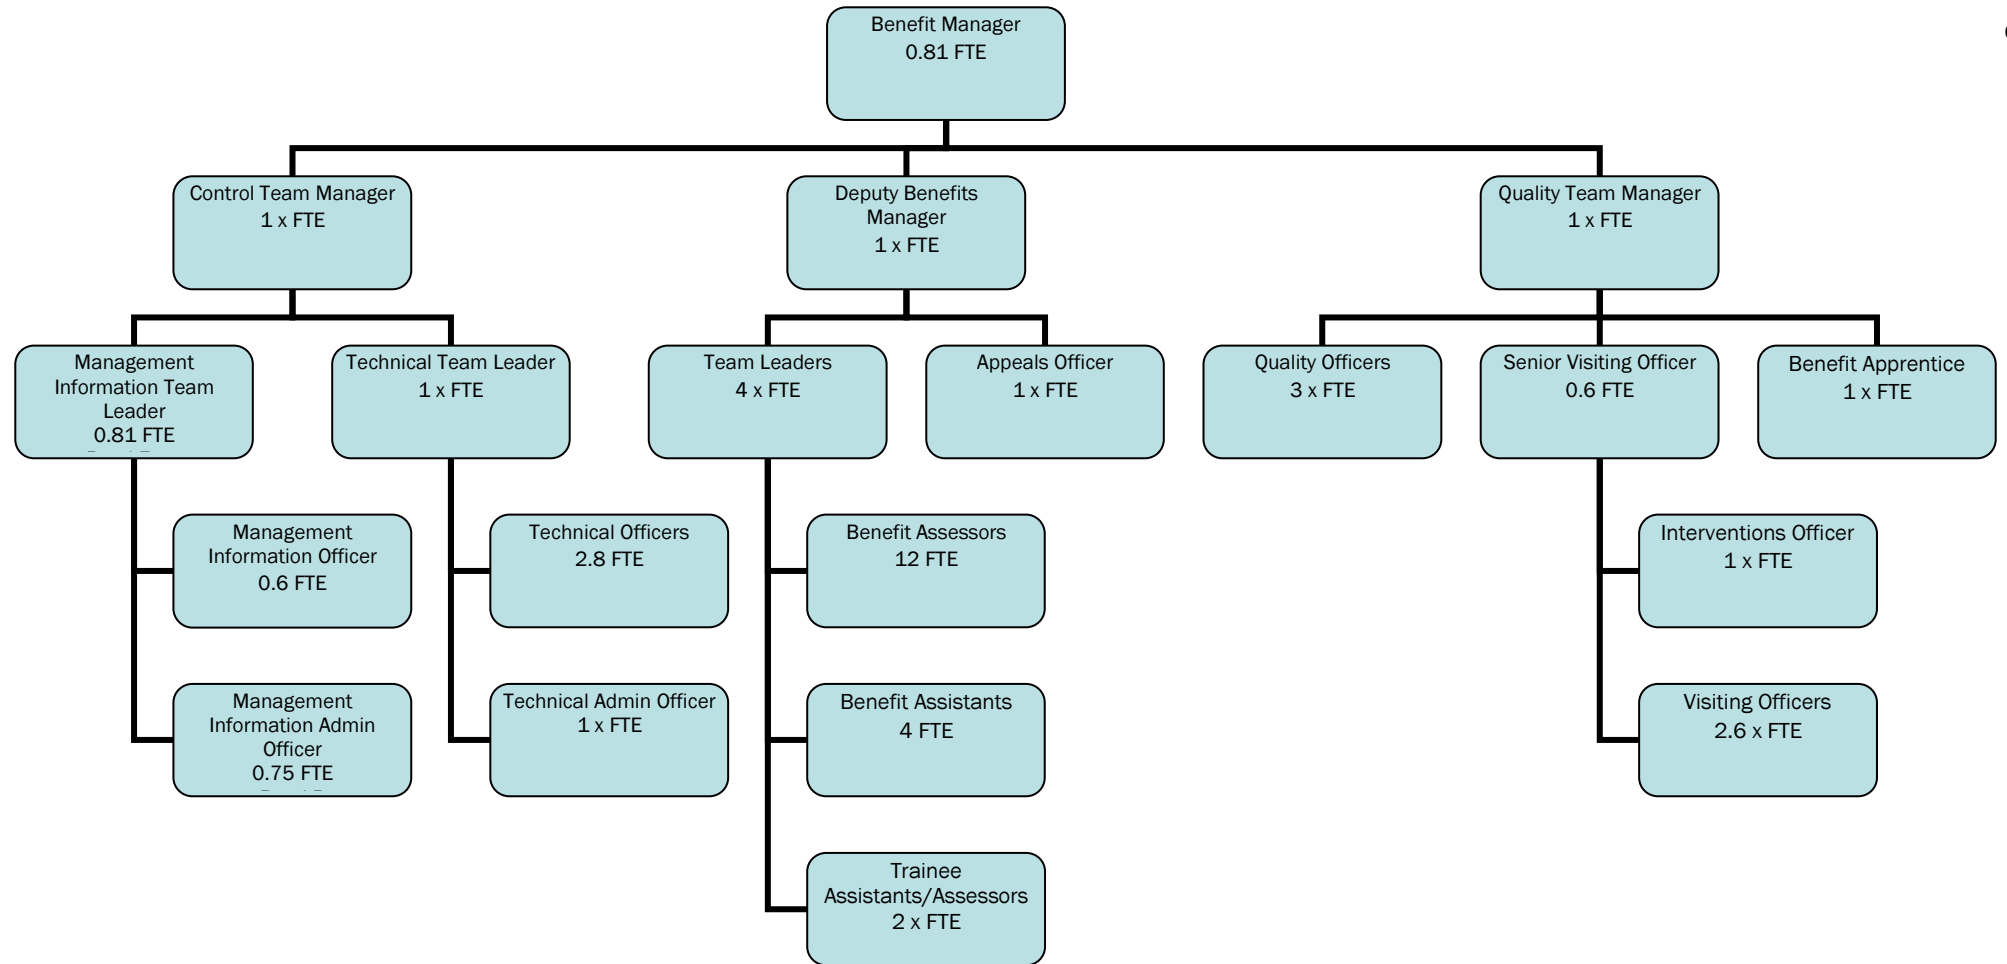 Benefit Manager
0.81 FTE
Control Team Manager
1 x FTE
Deputy Benefits
Manager
1 x FTE
Quality Team Manager
1 x FTE
Management
Information Team
Leader
0.81 FTE
Technical Team Leader
1 x FTE
Team Leaders
4 x FTE
Appeals Officer
1 x FTE
Quality Officers
3 x FTE
Senior Visiting Officer
0.6 FTE
Benefit Apprentice
1 x FTE
Management
Information Officer
0.6 FTE
Technical Officers
2.8 FTE
Benefit Assessors
12 FTE
Interventions Officer
1 x FTE
Management
Information Admin
Officer
0.75 FTE
Technical Admin Officer
1 x FTE
Benefit Assistants
4 FTE
Visiting Officers
2.6 x FTE
Trainee
Assistants/Assessors
2 x FTE